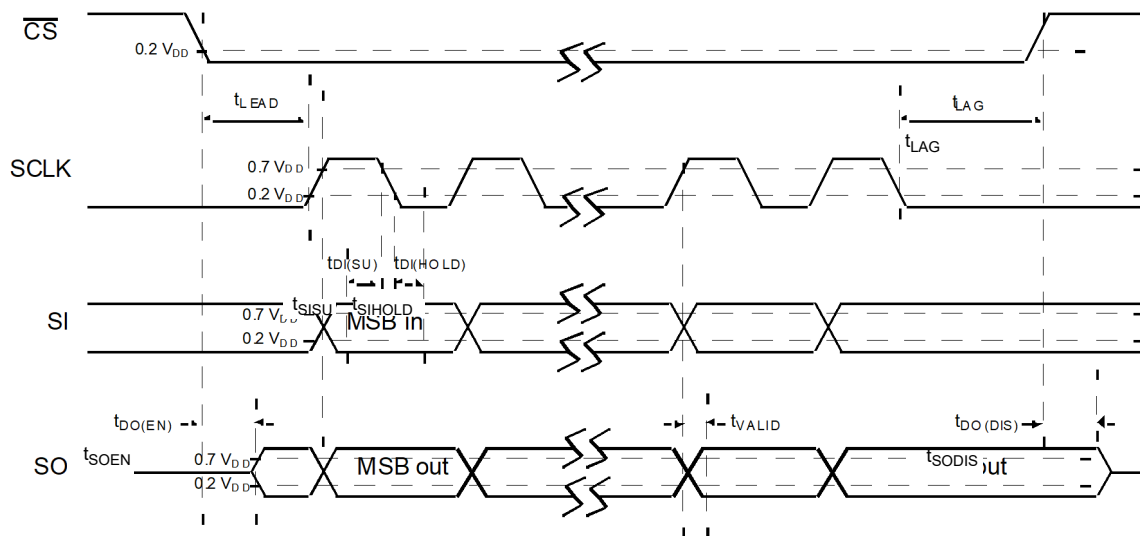 CS
0.2 VDD
tLEAD
tLAG
tLAG
SCLK
0.7 VDD
0.2 VDD
tDI(SU)
tDI(HOLD)
tSISU
tSIHOLD
SI
0.7 VDD
MSB in
0.2 VDD
tDO(EN)
tVALID
tDO(DIS)
tSOEN
SO
0.7 VDD
MSB out
tSODIS
out
0.2 VDD